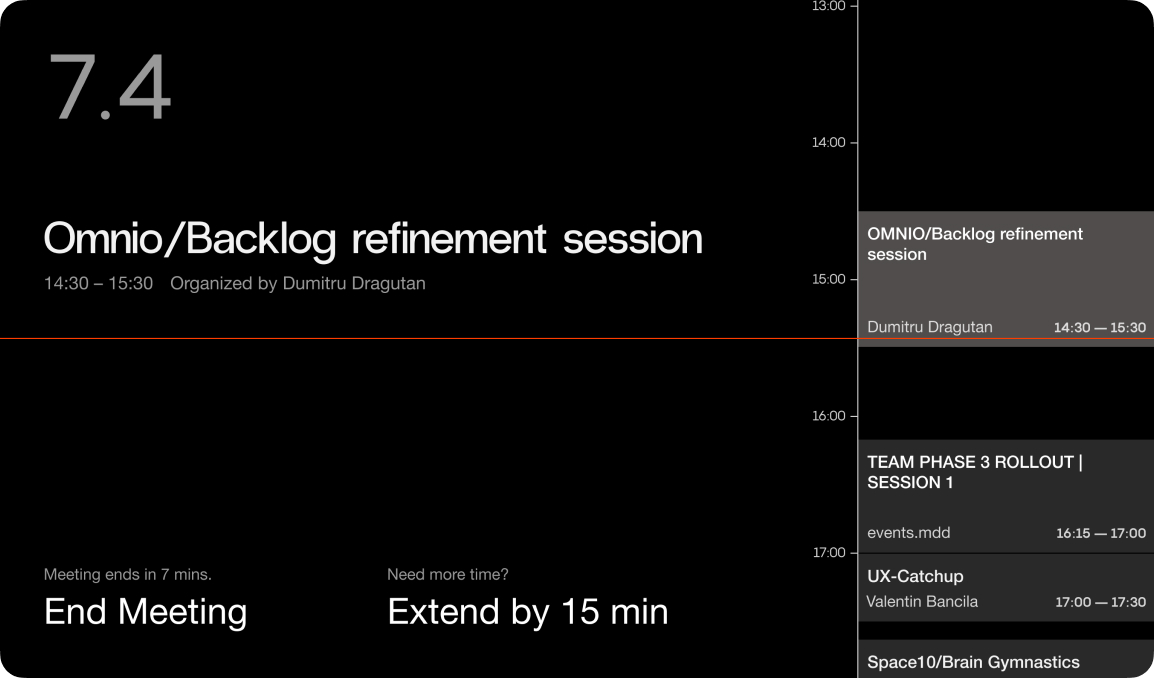 7.4
Omnio/Backlog refinement session
14:30 – 15:30 Organized by Dumitru Dragutan
Meeting ends in 7 mins.
End Meeting
Need more time?
Extend by 15 min
13:00
14:00
15:00
16:00
17:00
OMNIO/Backlog refinement
session
Dumitru Dragutan 14:30 — 15:30
TEAM PHASE 3 ROLLOUT |
SESSION 1
events.mdd 16:15 — 17:00
UX-Catchup
Valentin Bancila 17:00 — 17:30
Space10/Brain Gymnastics